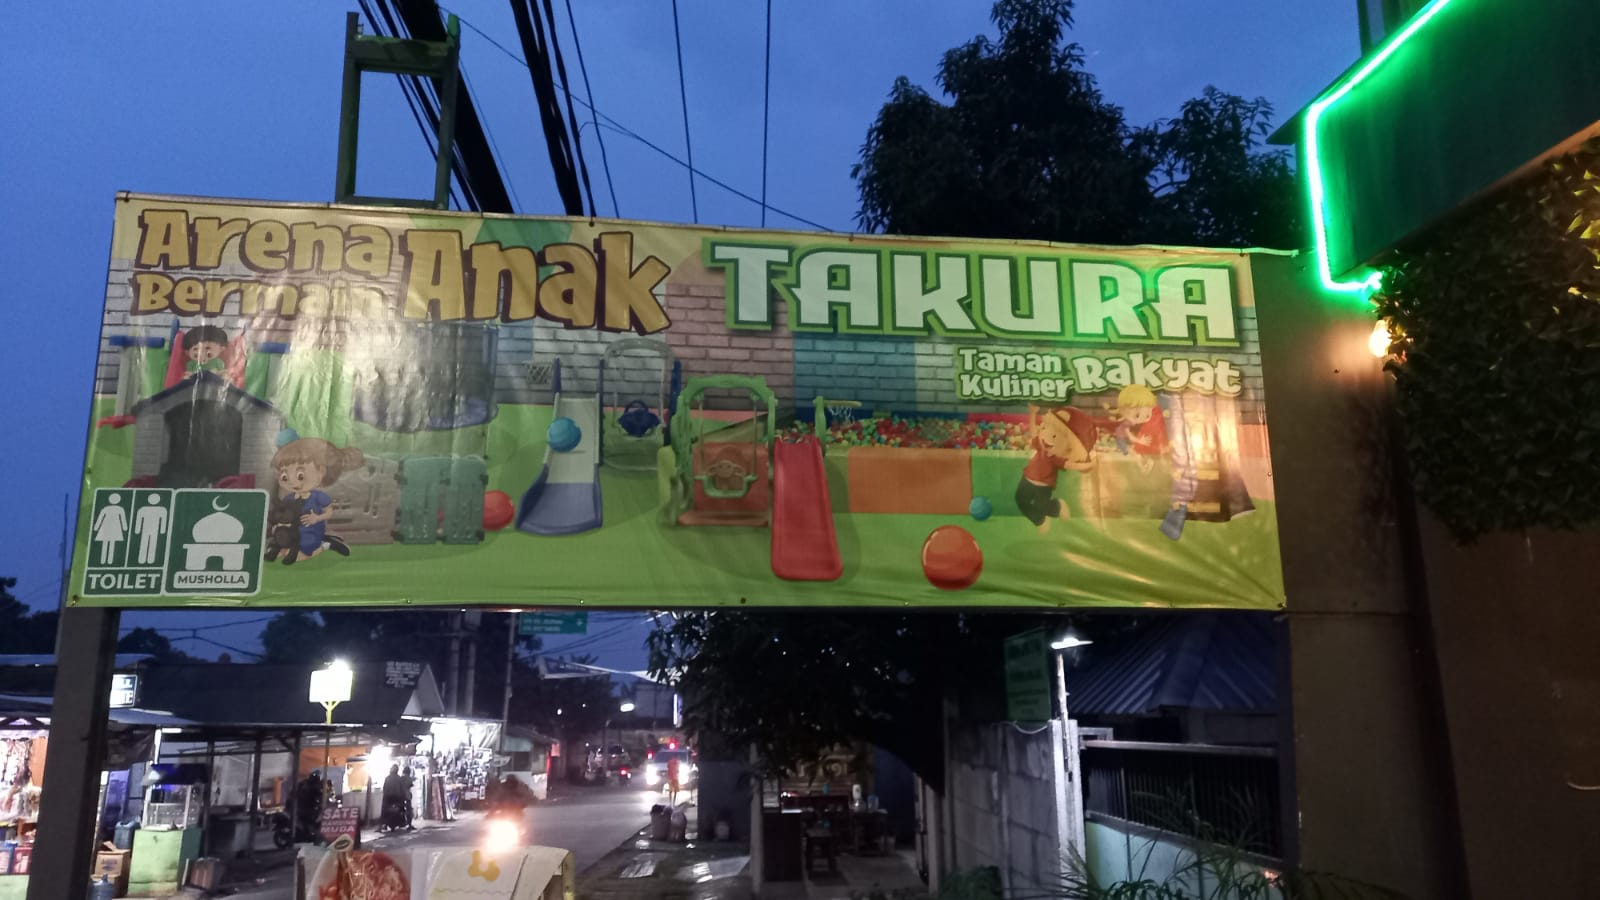 Arena
Bermain
Anak
TAKURA
Taman
Kuliner
Rakyat
TOILET
MUSHOLLA
SATE
MUDA